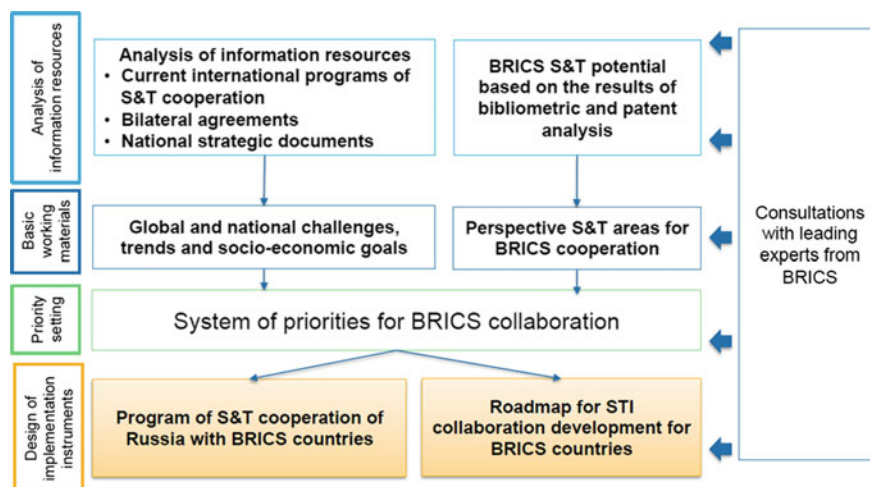 Analysis of
information resources
Analysis of information resources
• Current international programs of
S&T cooperation
• Bilateral agreements
• National strategic documents
BRICS S&T potential
based on the results of
bibliometric and patent
analysis
Basic
working
materials
Global and national challenges,
trends and socio-economic goals
Perspective S&T areas for
BRICS cooperation
Consultations
with leading
experts from
BRICS
Priority
setting
System of priorities for BRICS collaboration
Design of
implementation
instruments
Program of S&T cooperation of
Russia with BRICS countries
Roadmap for STI
collaboration development for
BRICS countries